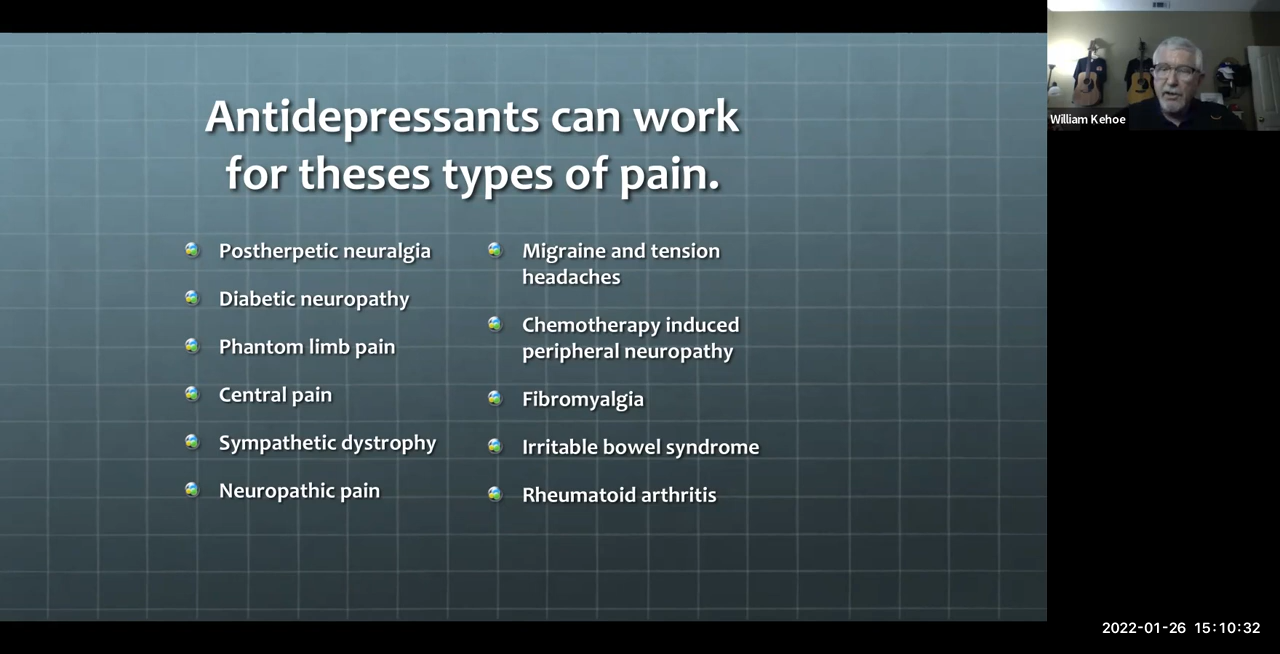 Antidepressants can work
for theses types of pain.
Postherpetic neuralgia
Diabetic neuropathy
Phantom limb pain
Central pain
Sympathetic dystrophy
Neuropathic pain
Migraine and tension
headaches
Chemotherapy induced
peripheral neuropathy
Fibromyalgia
Irritable bowel syndrome
Rheumatoid arthritis
William Kehoe
2022-01-26 15:10:32